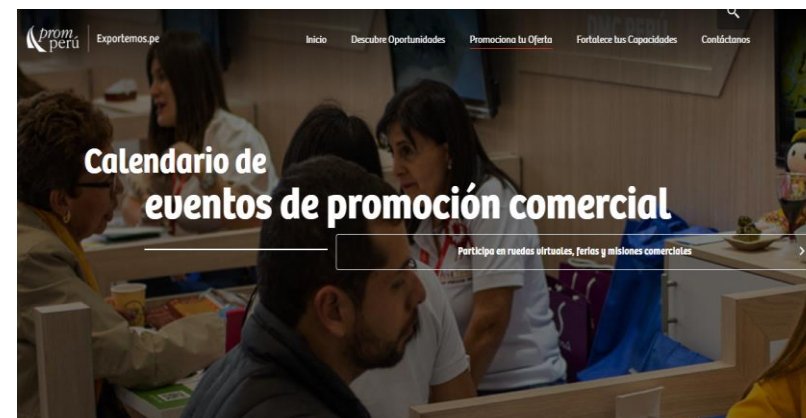 prom
perú
Exportemos.pe
Inicio
Descubre Oportunidades
Promociona tu Oferta
Fortalece tus Capacidades
Contáctanos
Calendario de
eventos de promoción comercial
Participa en ruedas virtuales, ferias y misiones comerciales